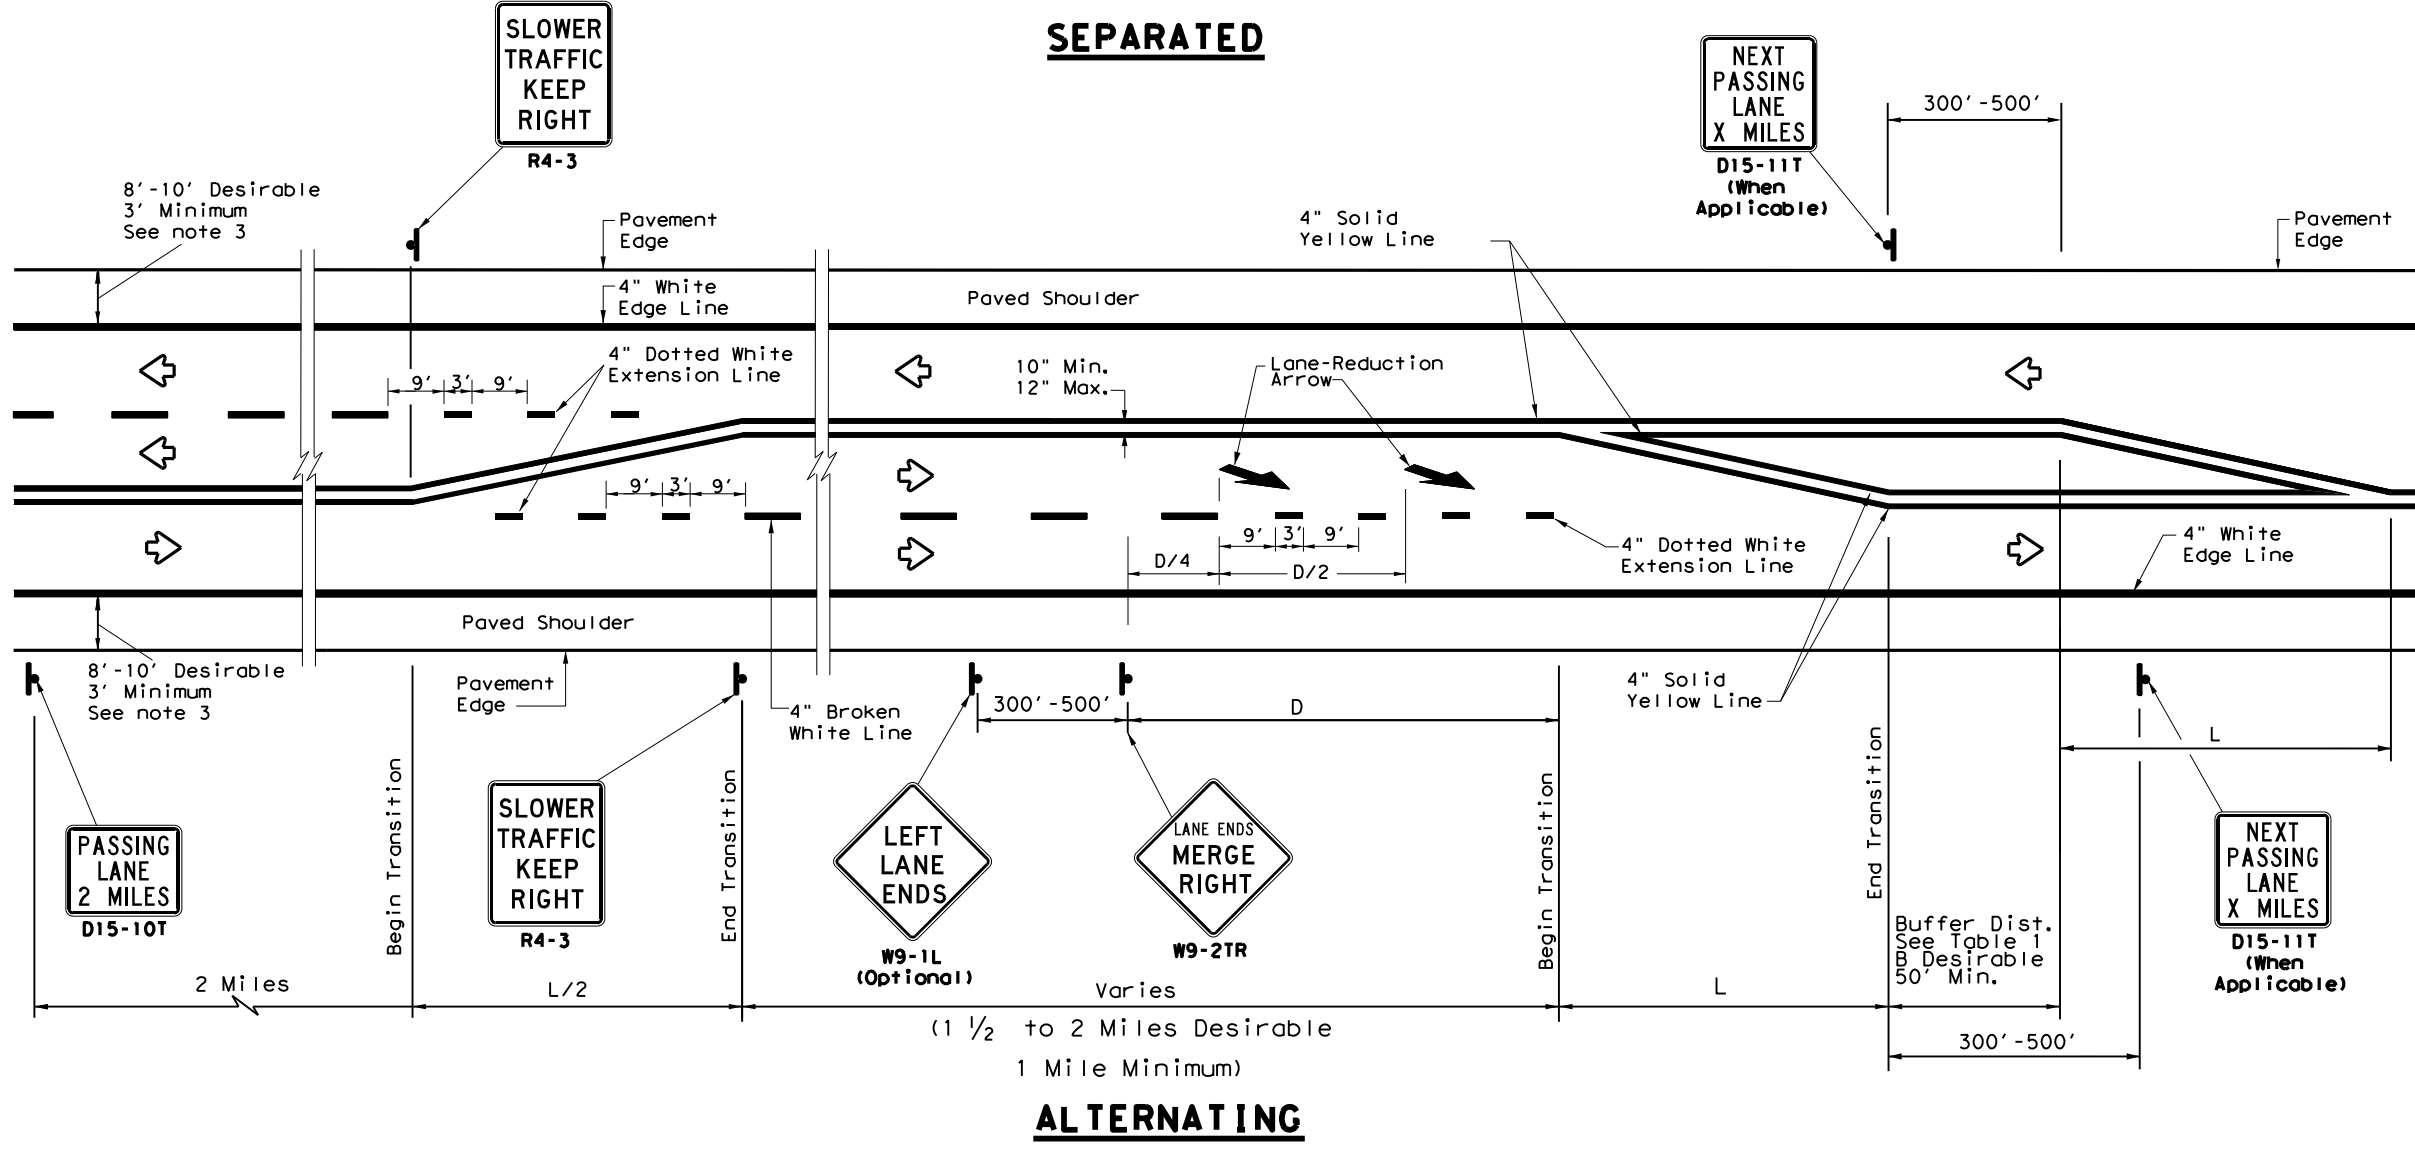 SEPARATED
SLOWER
TRAFFIC
KEEP
RIGHT
R4-3
NEXT
PASSING
LANE
X MILES
D15-11T
(When
Applicable)
300'-500'
8'-10' Desirable
3' Minimum
See note 3
Pavement
Edge
4" Solid
Yellow Line
Pavement
Edge
4" White
Edge Line
Paved Shoulder
4" Dotted White
Extension Line
9'
3'
9'
10" Min.
12" Max.
Lane-Reduction
Arrow
9'
3'
9'
9'
3'
9'
D/4
D/2
4" Dotted White
Extension Line
4" White
Edge Line
Paved Shoulder
8'-10' Desirable
3' Minimum
See note 3
Pavement
Edge
4" Broken
White Line
300'-500'
D
4" Solid
Yellow Line
L
PASSING
LANE
2 MILES
D15-10T
Begin Transition
SLOWER
TRAFFIC
KEEP
RIGHT
R4-3
End Transition
LEFT
LANE
ENDS
W9-1L
(Optional)
LANE ENDS
MERGE
RIGHT
W9-2TR
Begin Transition
End Transition
Buffer Dist.
See Table 1
B Desirable
50' Min.
NEXT
PASSING
LANE
X MILES
D15-11T
(When
Applicable)
2 Miles
L/2
Varies
(1 1/2 to 2 Miles Desirable
1 Mile Minimum)
L
300'-500'
ALTERNATING